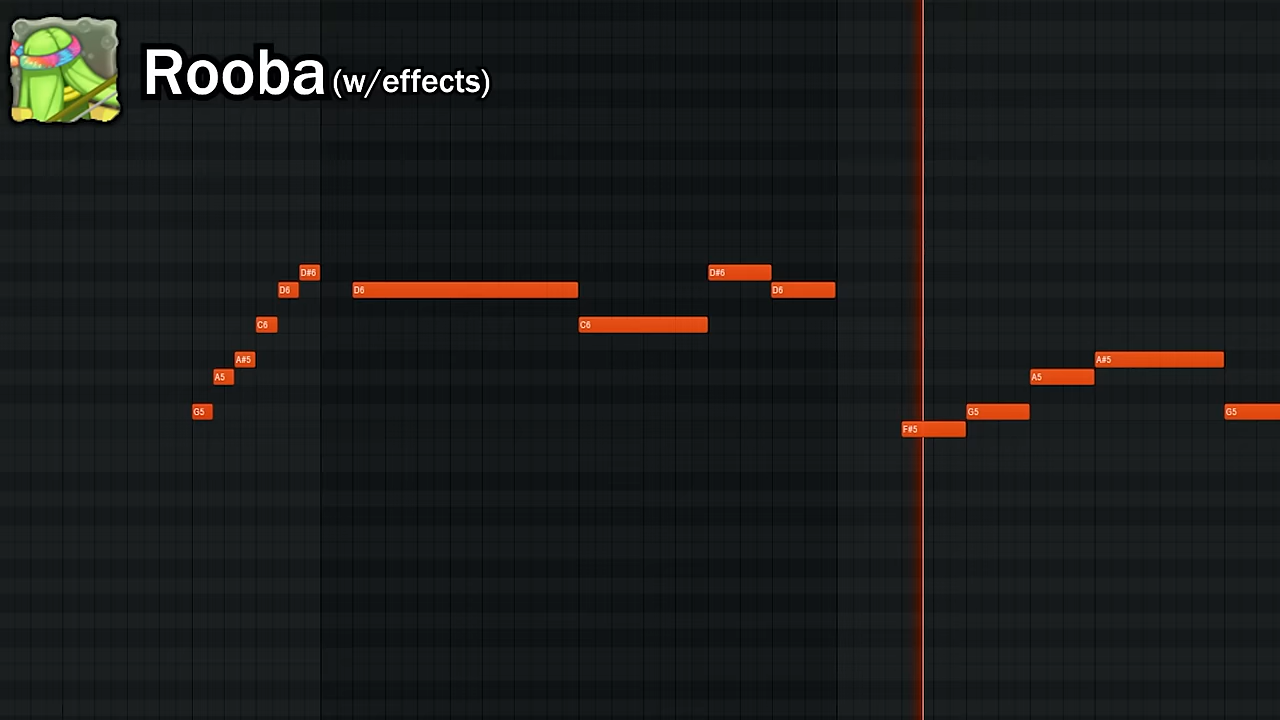 Rooba (w/effects)
D#6 D#6
D6 D6 D6
C6 C6
A#5 A#5
A5 A5
G5 G5 G5
F#5